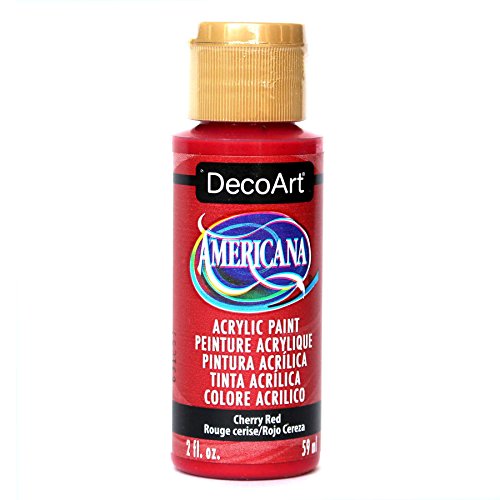 DecoArt
AMERICANA
ACRYLIC PAINT
PEINTURE ACRYLIQUE
PINTURA ACRÍLICA
TINTA ACRÍLICA
COLORE ACRILICO
Cherry Red
Rouge cerise/Rojo Cereza
2 fl. oz. 59 ml